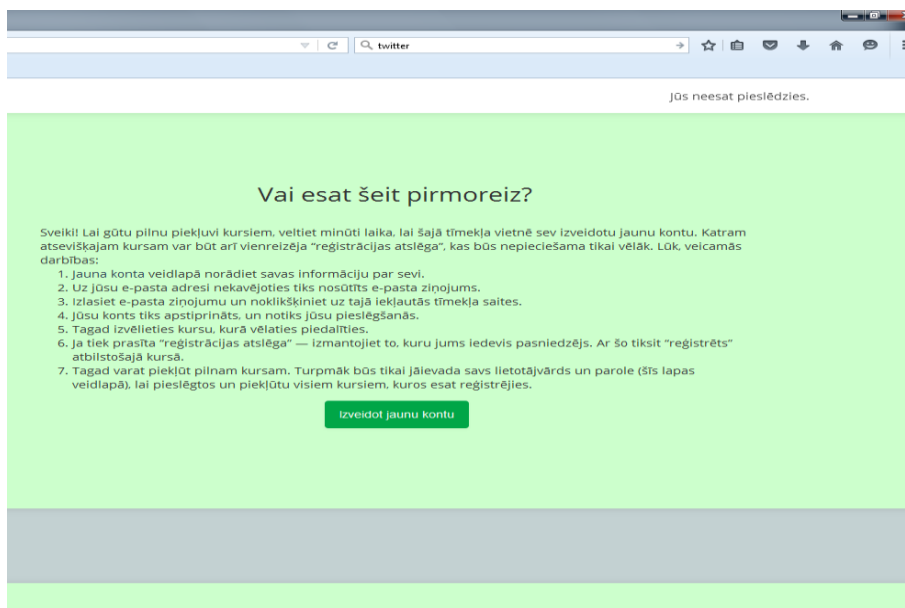 twitter
Jūs neesat pieslēdzies.
Vai esat šeit pirmoreiz?
Sveiki! Lai gūtu pilnu piekļuvi kursiem, veltiet minūti laika, lai šajā tīmekļa vietnē sev izveidotu jaunu kontu. Katram
atsevišķajam kursam var būt arī vienreizēja “reģistrācijas atslēga”, kas būs nepieciešama tikai vēlāk. Lūk, veicamās
darbības:
1. Jauna konta veidlapā norādiet savas informāciju par sevi.
2. Uz jūsu e-pasta adresi nekavējoties tiks nosūtīts e-pasta ziņojums.
3. Izlasiet e-pasta ziņojumu un noklikšķiniet uz tajā iekļautās tīmekļa saites.
4. Jūsu konts tiks apstiprināts, un notiks jūsu pieslēgšanās.
5. Tagad izvēlieties kursu, kurā vēlaties piedalīties.
6. Ja tiek prasīta “reģistrācijas atslēga” — izmantojiet to, kuru jums iedevis pasniedzējs. Ar šo tiksit “reģistrēts”
atbilstošajā kursā.
7. Tagad varat piekļūt pilnam kursam. Turpmāk būs tikai jāievada savs lietotājvārds un parole (šīs lapas
veidlapā), lai pieslēgtos un piekļūtu visiem kursiem, kuros esat reģistrējies.
Izveidot jaunu kontu